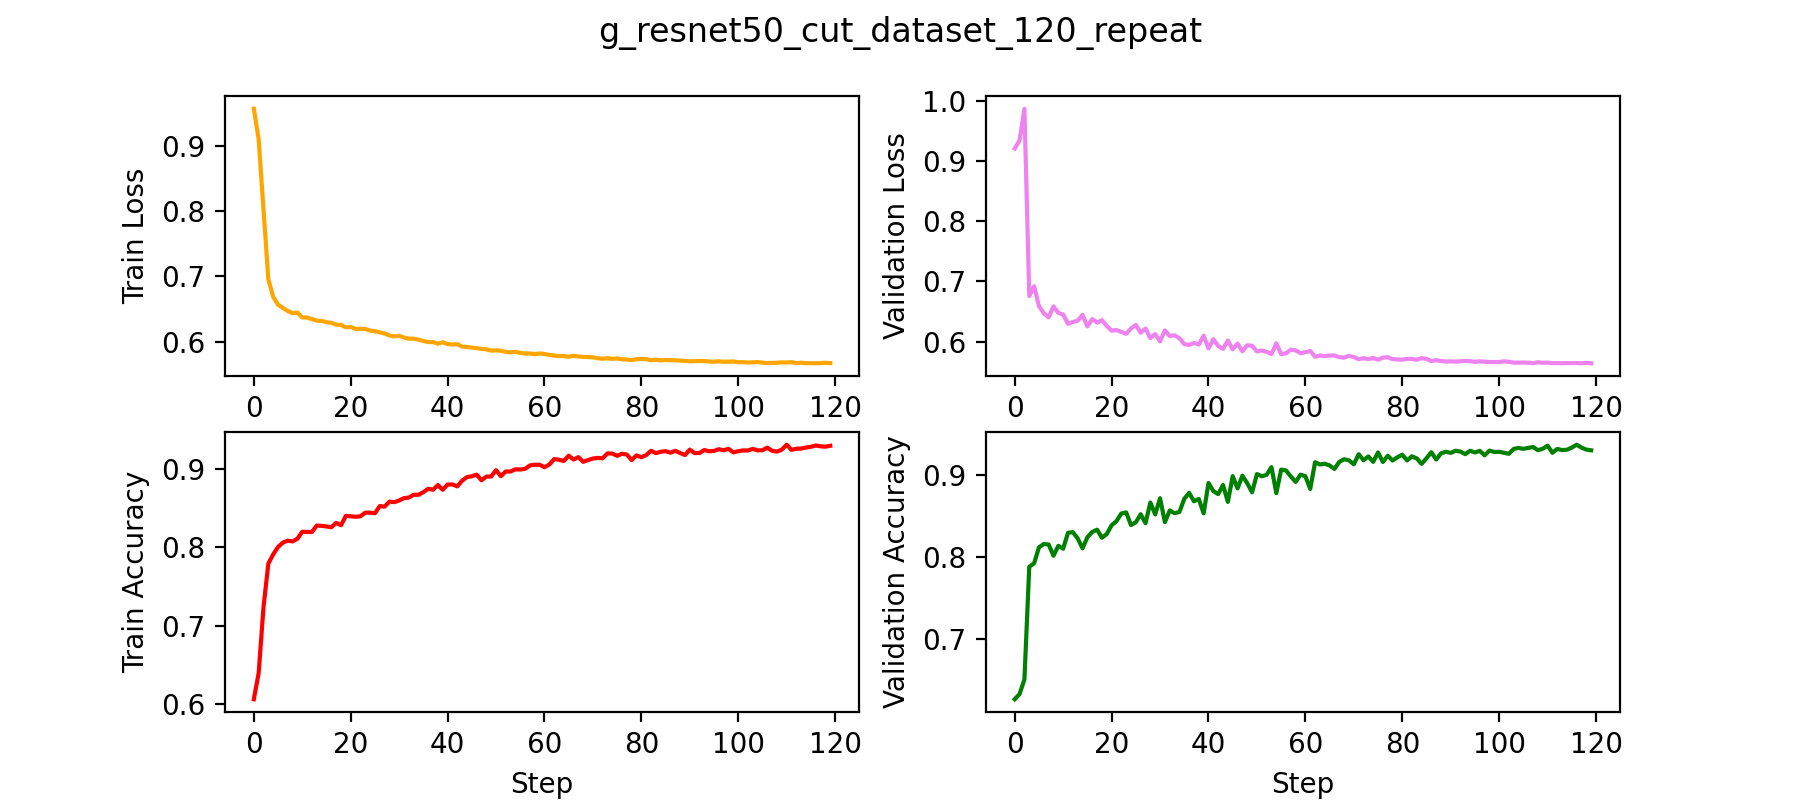 g_resnet50_cut_dataset_120_repeat
Train Loss
0.9
0.8
0.7
0.6
0 20 40 60 80 100 120
Validation Loss
1.0
0.9
0.8
0.7
0.6
0 20 40 60 80 100 120
Train Accuracy
0.9
0.8
0.7
0.6
0 20 40 60 80 100 120
Step
Validation Accuracy
0.9
0.8
0.7
0 20 40 60 80 100 120
Step